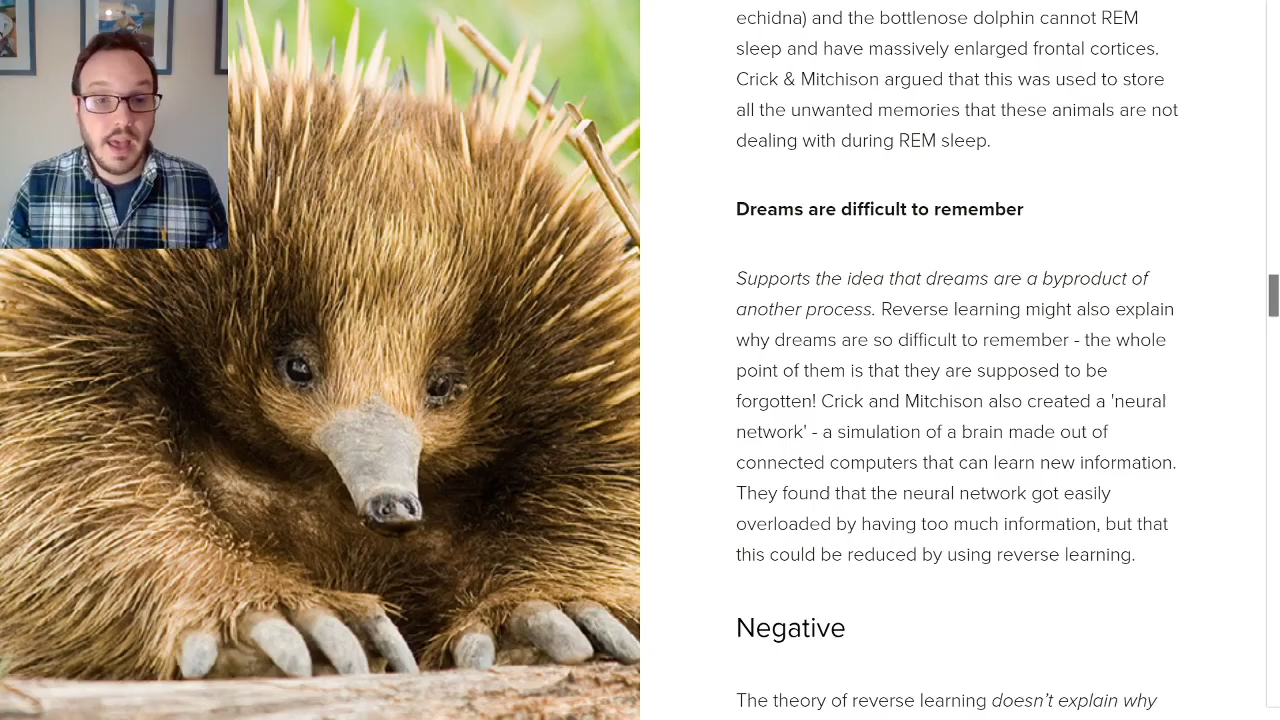 echidna) and the bottlenose dolphin cannot REM
sleep and have massively enlarged frontal cortices.
Crick & Mitchison argued that this was used to store
all the unwanted memories that these animals are not
dealing with during REM sleep.
Dreams are difficult to remember
Supports the idea that dreams are a byproduct of
another process. Reverse learning might also explain
why dreams are so difficult to remember - the whole
point of them is that they are supposed to be
forgotten! Crick and Mitchison also created a 'neural
network' - a simulation of a brain made out of
connected computers that can learn new information.
They found that the neural network got easily
overloaded by having too much information, but that
this could be reduced by using reverse learning.
Negative
The theory of reverse learning doesn’t explain why